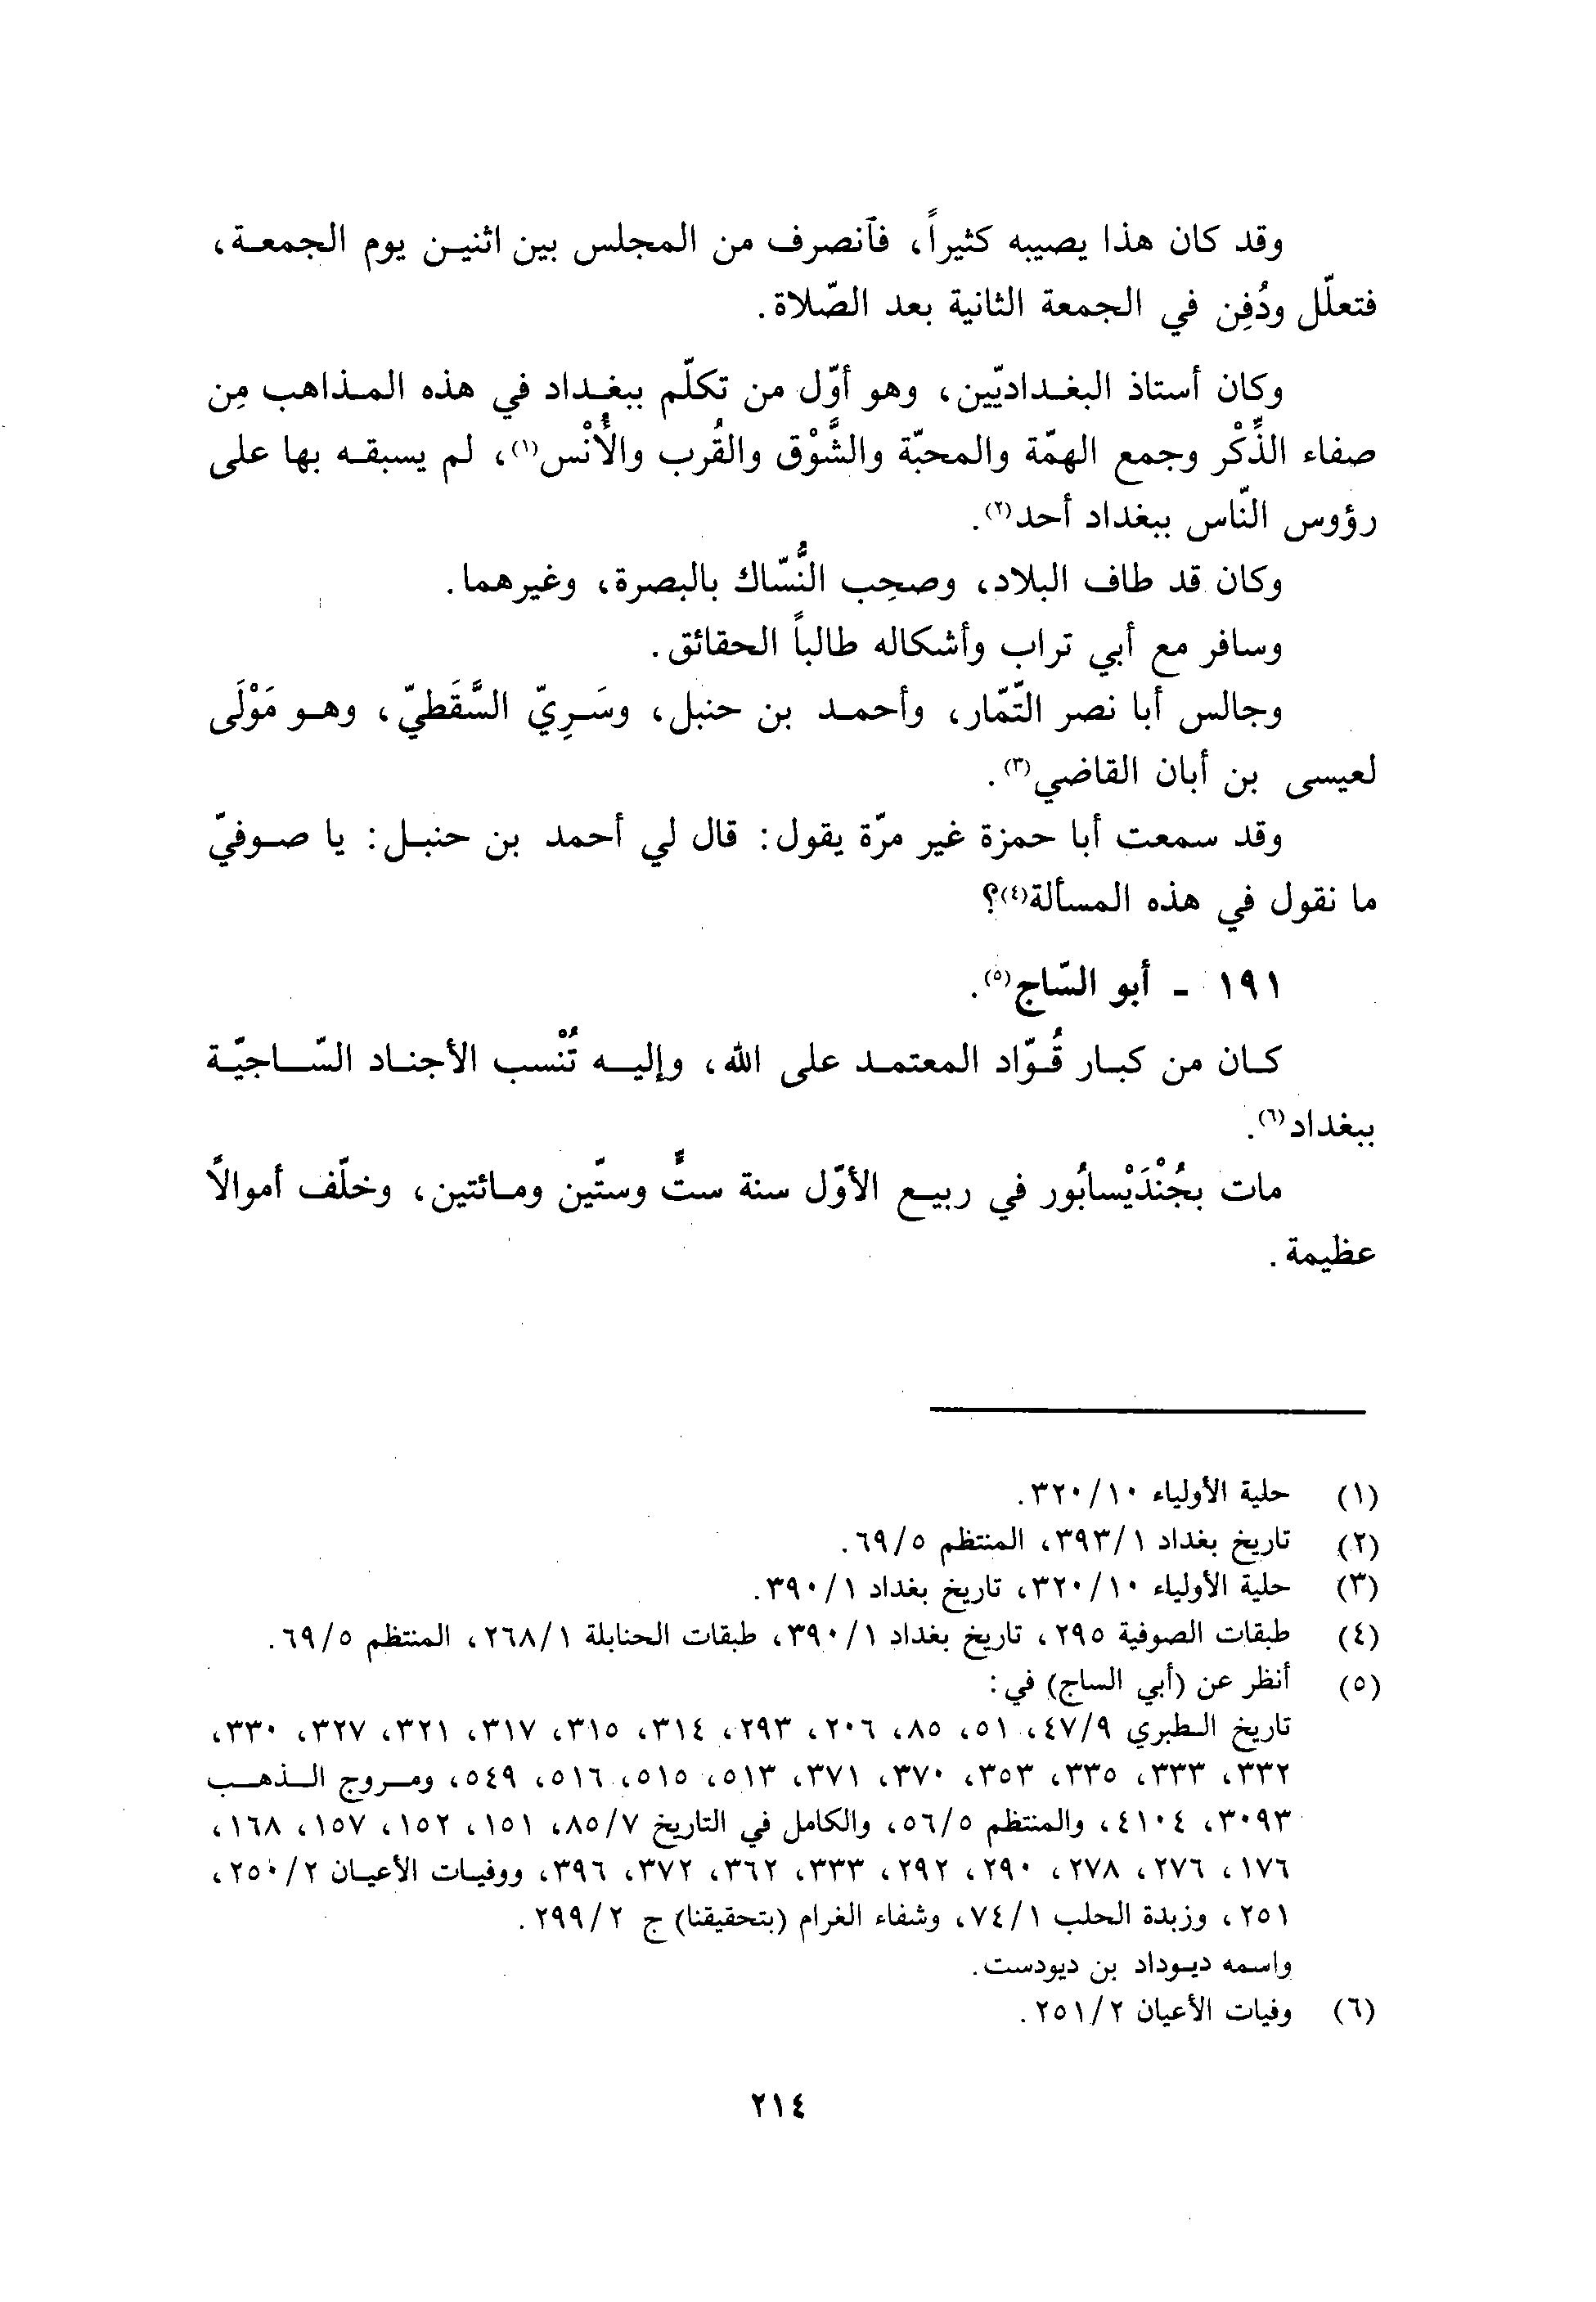 وقد كان هذا يصيبه كثيراً، فآنصرف من المجلس بين اثنين يوم الجمعة،
فتعلّل ودُفِن في الجمعة الثانية بعد الصّلاة.
وكان أستاذ البغداديّين، وهو أوّل من تكلّم ببغداد في هذه المذاهب مِن
صفاء الذِّكْر وجمع الهمّة والمحبّة والشَّوْق والقُرب والأُنْس(١)، لم يسبقه بها على
رؤوس النّاس ببغداد أحد(٢).
وكان قد طاف البلاد، وصحِب النُّسّاك بالبصرة، وغيرهما.
وسافر مع أبي تراب وأشكاله طالباً الحقائق.
وجالس أبا نصر التّمّار، وأحمد بن حنبل، وسَرِيّ السَّقَطيّ، وهو مَوْلَى
لعيسى بن أبان القاضي(٣).
وقد سمعت أبا حمزة غير مرّة يقول: قال لي أحمد بن حنبل: يا صوفيّ
ما نقول في هذه المسألة(٤)؟
١٩١ - أبو السّاج(٥).
كان من كبار قُوّاد المعتمد على الله، وإليه تُنْسب الأجناد السّاجيّة
ببغداد(٦).
مات بجُنْدَيْسابُور في ربيع الأوّل سنة ستٍّ وستّين ومائتين، وخلّف أموالاً
عظيمة.
(١) حلية الأولياء ١٠/٣٢٠.
(٢) تاريخ بغداد ١/٣٩٣، المنتظم ٥/٦٩.
(٣) حلية الأولياء ١٠/٣٢٠، تاريخ بغداد ١/٣٩٠.
(٤) طبقات الصوفية ٢٩٥، تاريخ بغداد ١/٣٩٠، طبقات الحنابلة ١/٢٦٨، المنتظم ٥/٦٩.
(٥) أنظر عن (أبي الساج) في:
تاريخ الطبري ٩/٤٧، ٥١، ٨٥، ٢٠٦، ٢٩٣، ٣١٤، ٣١٥، ٣١٧، ٣٢١، ٣٢٧، ٣٣٠،
٣٣٢، ٣٣٣، ٣٣٥، ٣٥٣، ٣٧٠، ٣٧١، ٥١٣، ٥١٥، ٥١٦، ٥٤٩، ومروج الذهب
٣٠٩٣، ٤١٠٤، والمنتظم ٥/٥٦، والكامل في التاريخ ٧/٨٥، ١٥١، ١٥٢، ١٥٧، ١٦٨،
١٧٦، ٢٧٦، ٢٧٨، ٢٩٠، ٢٩٢، ٣٣٣، ٣٦٢، ٣٧٢، ٣٩٦، ووفيات الأعيان ٢/٢٥٠،
٢٥١، وزبدة الحلب ١/٧٤، وشفاء الغرام (بتحقيقنا) ج ٢/٢٩٩.
واسمه ديوداد بن ديودست.
(٦) وفيات الأعيان ٢/٢٥١.
٢١٤